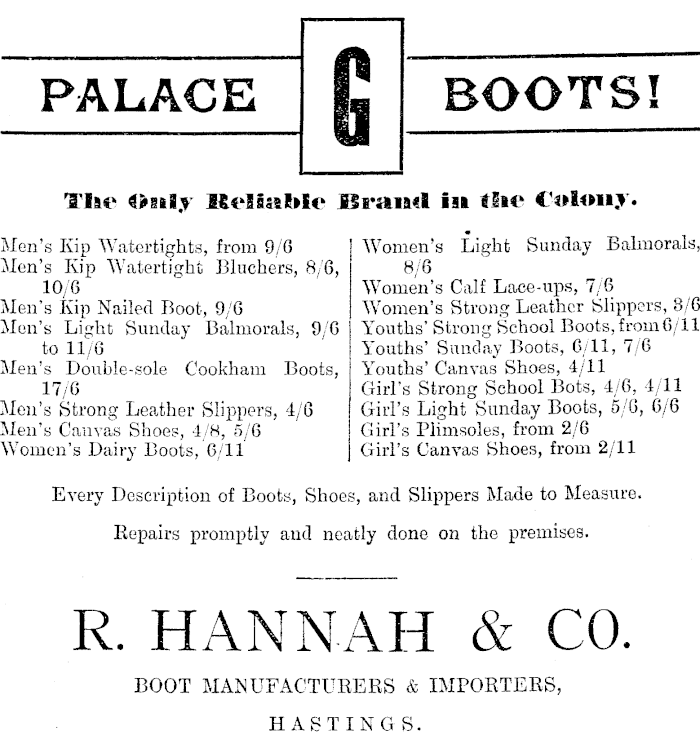 PALACE G BOOTS!
The Only Reliable Brand in the Colony.
Men's Kip Watertights, from 9/6
Men's Kip Watertight Bluchers, 8/6,
10/6
Men's Kip Nailed Boot, 9/6
Men's Light Sunday Balmorals, 9/6
to 11/6
Men's Double-sole Cookham Boots,
17/6
Men's Strong Leather Slippers, 4/6
Men's Canvas Shoes, 4/8, 5/6
Women's Dairy Boots, 6/11
Women's Light Sunday Balmorals,
8/6
Women's Calf Lace-ups, 7/6
Women's Strong Leather Slippers, 3/6
Youths' Strong School Boots, from 6/11
Youths' Sunday Boots, 6/11, 7/6
Youths' Canvas Shoes, 4/11
Girl's Strong School Bots, 4/6, 4/11
Girl's Light Sunday Boots, 5/6, 6/6
Girl's Plimsoles, from 2/6
Girl's Canvas Shoes, from 2/11
Every Description of Boots, Shoes, and Slippers Made to Measure.
Repairs promptly and neatly done on the premises.
R. HANNAH & CO.
BOOT MANUFACTURERS & IMPORTERS,
HASTINGS.